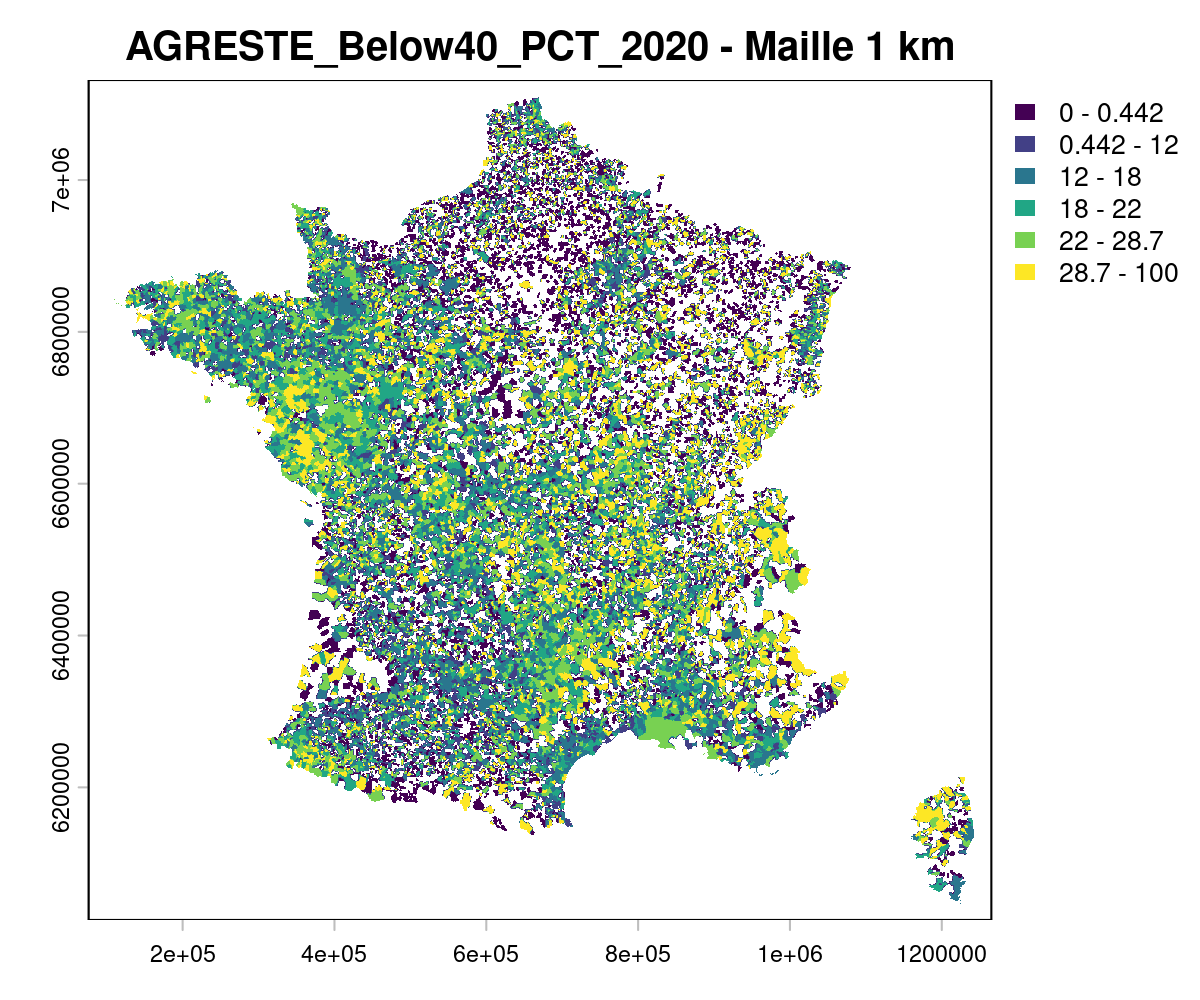 AGRESTE_Below40_PCT_2020 - Maille 1 km
0 - 0.442
0.442 - 12
12 - 18
18 - 22
22 - 28.7
28.7 - 100
7e+06
6800000
6600000
6400000
6200000
2e+05
4e+05
6e+05
8e+05
1e+06
1200000